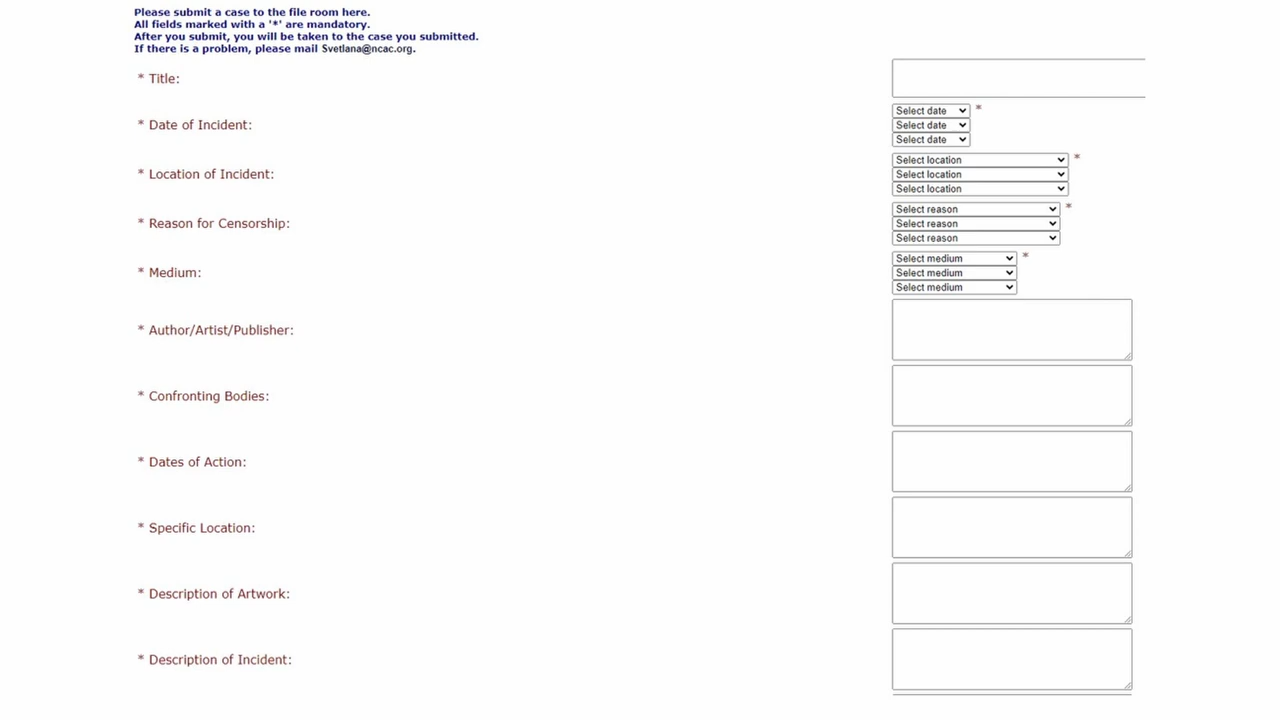 Please submit a case to the file room here.
All fields marked with a '*' are mandatory.
After you submit, you will be taken to the case you submitted.
If there is a problem, please mail Svetlana@ncac.org.
* Title:
* Date of Incident:
Select date *
Select date
Select date
* Location of Incident:
Select location *
Select location
Select location
* Reason for Censorship:
Select reason *
Select reason
Select reason
* Medium:
Select medium *
Select medium
Select medium
* Author/Artist/Publisher:
* Confronting Bodies:
* Dates of Action:
* Specific Location:
* Description of Artwork:
* Description of Incident: